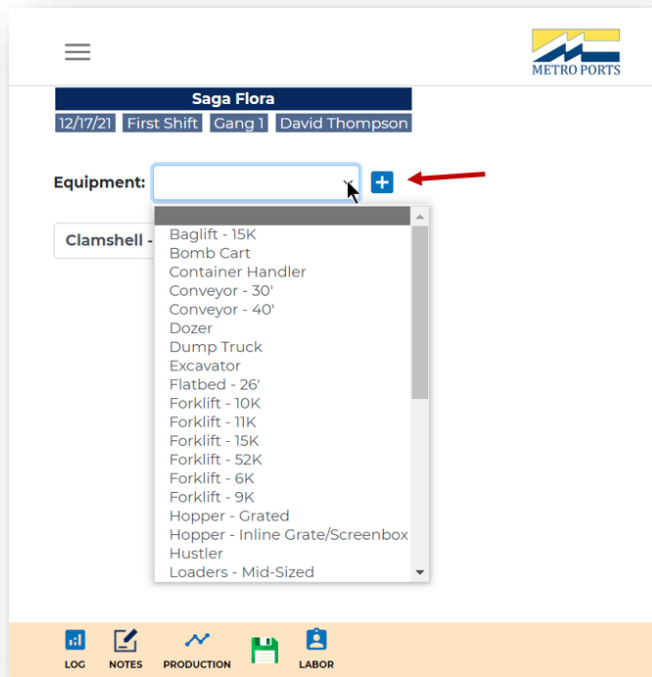 METRO PORTS
Saga Flora
12/17/21 First Shift Gang 1 David Thompson
Equipment:
Clamshell -
Baglift - 15K
Bomb Cart
Container Handler
Conveyor - 30'
Conveyor - 40'
Dozer
Dump Truck
Excavator
Flatbed - 26'
Forklift - 10K
Forklift - 11K
Forklift - 15K
Forklift - 52K
Forklift - 6K
Forklift - 9K
Hopper - Grated
Hopper - Inline Grate/Screenbox
Hustler
Loaders - Mid-Sized
LOG NOTES PRODUCTION LABOR